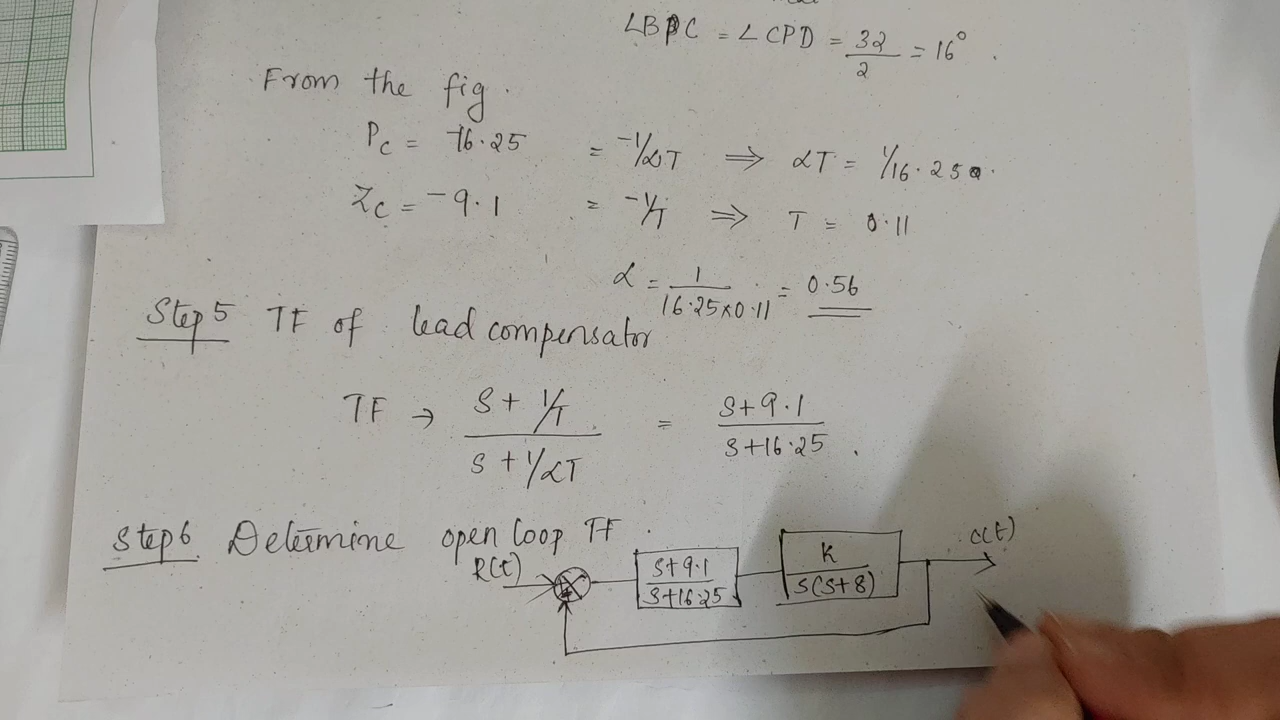 ∠BPC = ∠CPD = 32/2 = 16°.
From the fig.
Pc = -16.25 = -1/αT ⇒ αT = 1/16.25.
Zc = -9.1 = -1/T ⇒ T = 0.11
α = 1/16.25×0.11 = 0.56
Step 5 TF of lead compensator
TF → S + 1/T / S + 1/αT = S+9.1 / S+16.25 .
Step 6 Determine open loop TF .
R(t) S+9.1 / S+16.25 K / S(S+8) C(t)